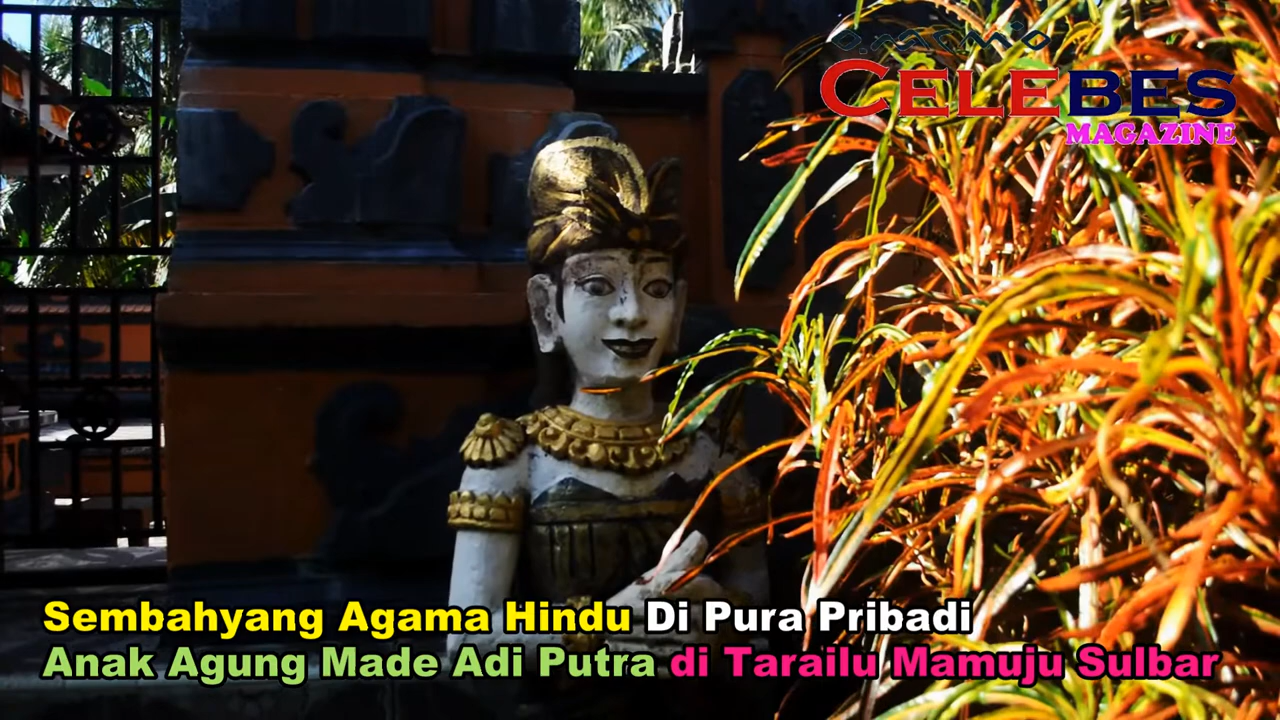 CELEBES
MAGAZINE
Sembahyang Agama Hindu Di Pura Pribadi
Anak Agung Made Adi Putra di Tarailu Mamuju Sulbar